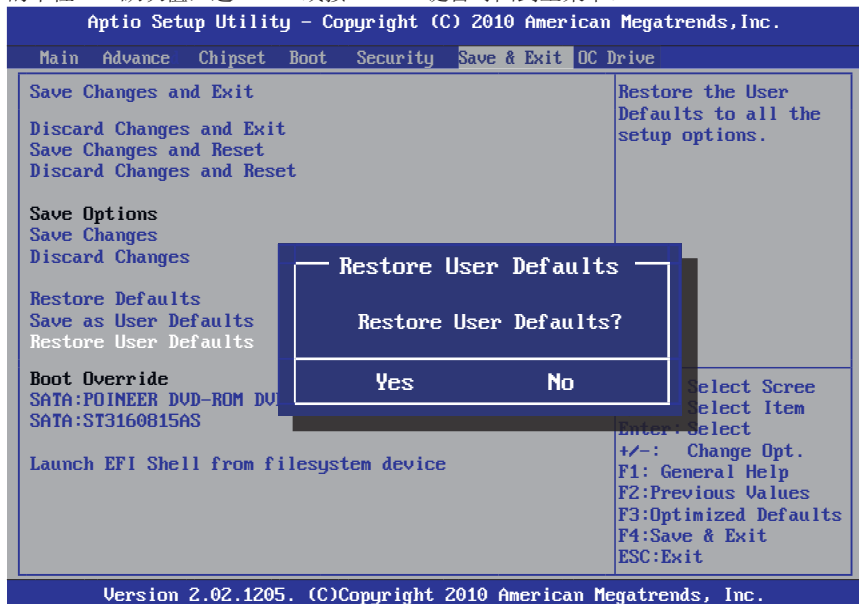 Aptio Setup Utility - Copyright (C) 2010 American Megatrends,Inc.
Main Advance Chipset Boot Security Save & Exit OC Drive
Save Changes and Exit
Discard Changes and Exit
Save Changes and Reset
Discard Changes and Reset
Save Options
Save Changes
Discard Changes
Restore Defaults
Save as User Defaults
Restore User Defaults
Boot Override
SATA:POINEER DVD-ROM DV
SATA:ST3160815AS
Launch EFI Shell from filesystem device
Restore User Defaults
Restore User Defaults?
Yes No
Restore the User
Defaults to all the
setup options.
Select Scree
Select Item
Enter:Select
+/-: Change Opt.
F1: General Help
F2:Previous Values
F3:Optimized Defaults
F4:Save & Exit
ESC:Exit
Version 2.02.1205. (C)Copyright 2010 American Megatrends, Inc.